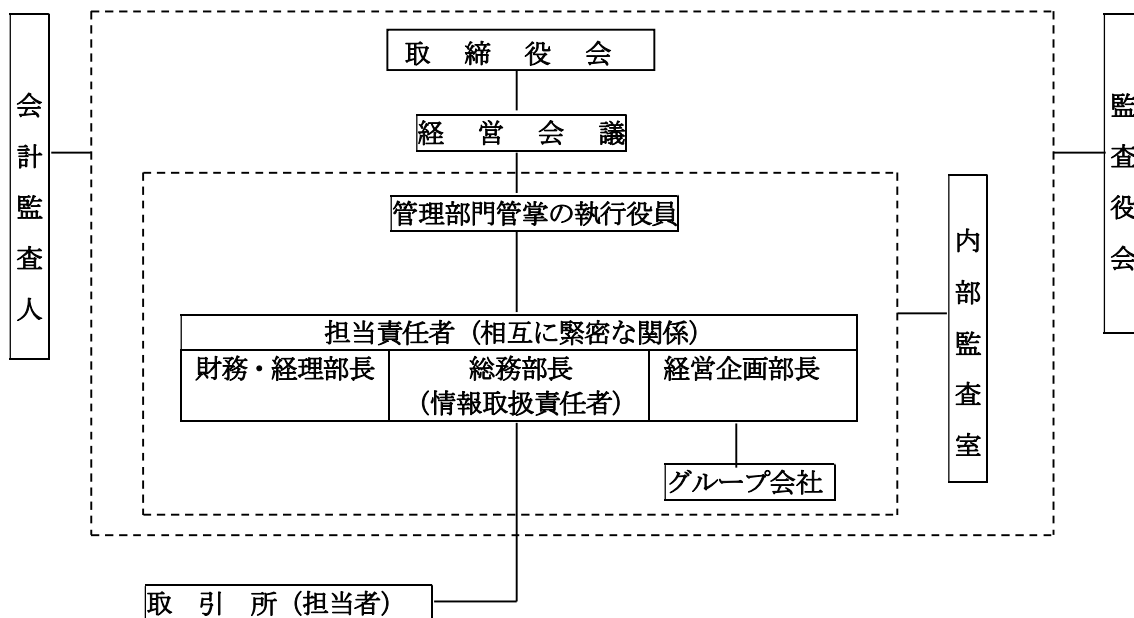 取　締　役　会
経　営　会　議
会計監査人
監査役会
管理部門管掌の執行役員
内部監査室
担当責任者（相互に緊密な関係）
財務・経理部長
総務部長
（情報取扱責任者）
経営企画部長
グループ会社
取　引　所（担当者）